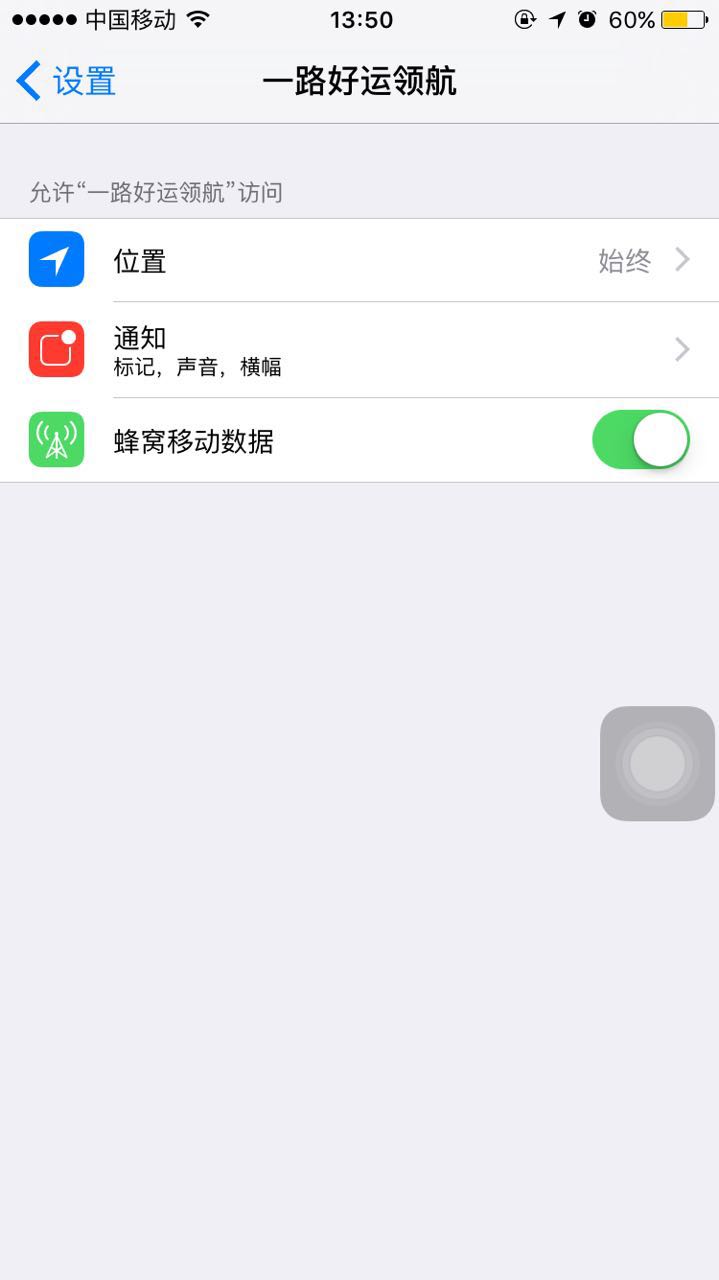 中国移动 13:50 60%
设置 一路好运领航
允许“一路好运领航”访问
位置 始终
通知
标记，声音，横幅
蜂窝移动数据